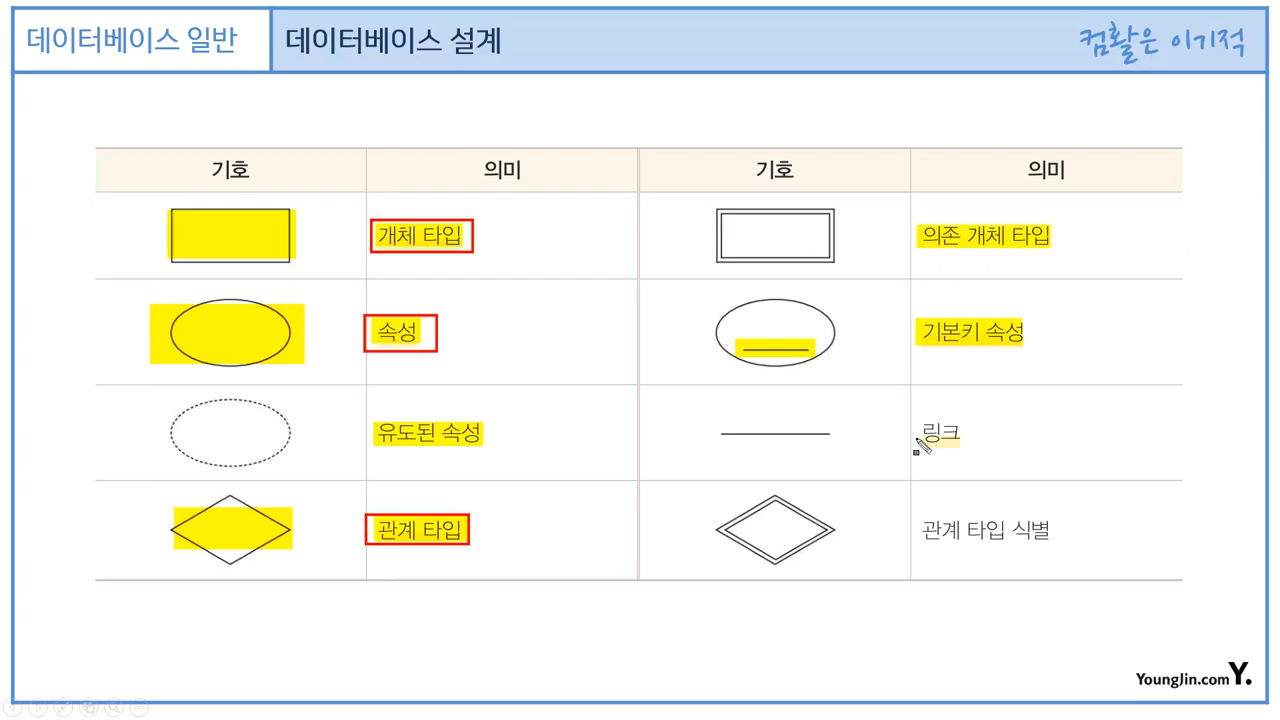 데이터베이스 일반
데이터베이스 설계
컴활은 이기적
기호 의미 기호 의미
개체 타입 의존 개체 타입
속성 기본키 속성
유도된 속성 링크
관계 타입 관계 타입 식별
YoungJin.com Y.